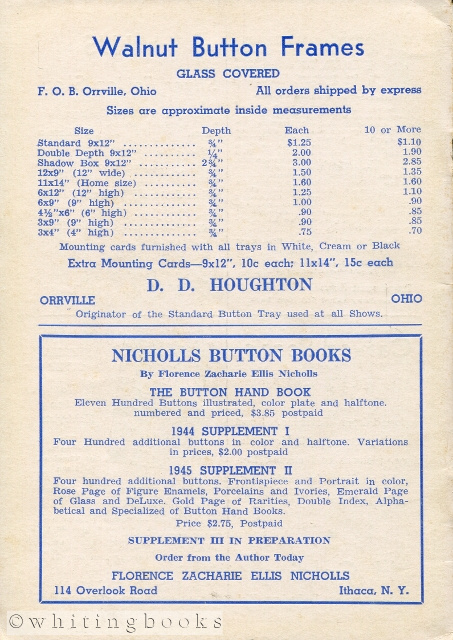 Walnut Button Frames
GLASS COVERED
F. O. B. Orrville, Ohio    All orders shipped by express
Sizes are approximate inside measurements
Size    Depth    Each    10 or More
Standard 9x12" .............. ¾"    $1.25    $1.10
Double Depth 9x12" .......... ¼"    2.00    1.90
Shadow Box 9x12" .......... 2¾"    3.00    2.85
12x9" (12" wide) ............. ¾"    1.50    1.35
11x14" (Home size) ........... ¾"    1.60    1.60
6x12" (12" high) ............. ¾"    1.25    1.10
6x9" (9" high) ............... ¾"    1.00    .90
4½"x6" (6" high) ............. ¾"    .90    .85
3x9" (9" high) ............... ¾"    .90    .85
3x4" (4" high) ............... ¾"    .75    .70
Mounting cards furnished with all trays in White, Cream or Black
Extra Mounting Cards—9x12", 10c each; 11x14", 15c each
D. D. HOUGHTON
ORRVILLE    OHIO
Originator of the Standard Button Tray used at all Shows.
NICHOLLS BUTTON BOOKS
By Florence Zacharie Ellis Nicholls
THE BUTTON HAND BOOK
Eleven Hundred Buttons illustrated, color plate and halftone.
numbered and priced, $3.85 postpaid
1944 SUPPLEMENT I
Four Hundred additional buttons in color and halftone. Variations
in prices, $2.00 postpaid
1945 SUPPLEMENT II
Four hundred additional buttons. Frontispiece and Portrait in color,
Rose Page of Figure Enamels, Porcelains and Ivories, Emerald Page
of Glass and DeLuxe. Gold Page of Rarities, Double Index, Alpha-
betical and Specialized of Button Hand Books.
Price $2.75, Postpaid
SUPPLEMENT III IN PREPARATION
Order from the Author Today
FLORENCE ZACHARIE ELLIS NICHOLLS
114 Overlook Road    Ithaca, N. Y.
©whitingbooks